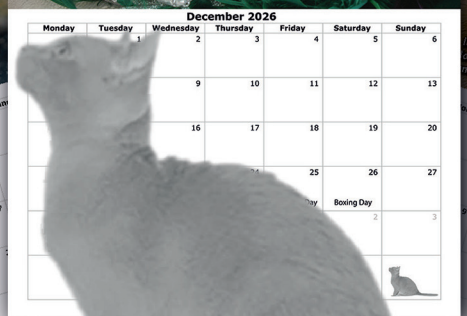 December 2026
Monday Tuesday Wednesday Thursday Friday Saturday Sunday
1 2 3 4 5 6
9 10 11 12 13
16 17 18 19 20
25 26 27
Boxing Day
2 3